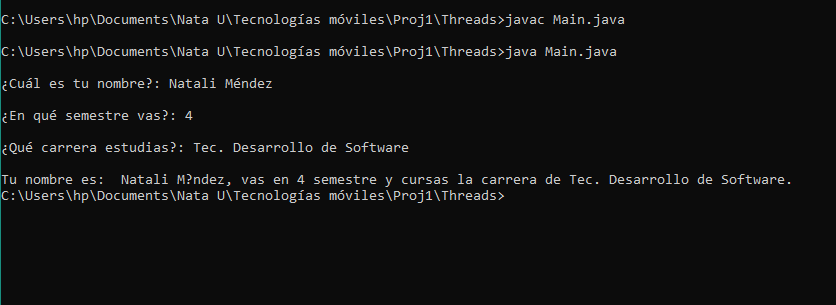 C:\Users\hp\Documents\Nata U\Tecnologías móviles\Proj1\Threads>javac Main.java
C:\Users\hp\Documents\Nata U\Tecnologías móviles\Proj1\Threads>java Main.java
¿Cuál es tu nombre?: Natali Méndez
¿En qué semestre vas?: 4
¿Qué carrera estudias?: Tec. Desarrollo de Software
Tu nombre es:  Natali M?ndez, vas en 4 semestre y cursas la carrera de Tec. Desarrollo de Software.
C:\Users\hp\Documents\Nata U\Tecnologías móviles\Proj1\Threads>